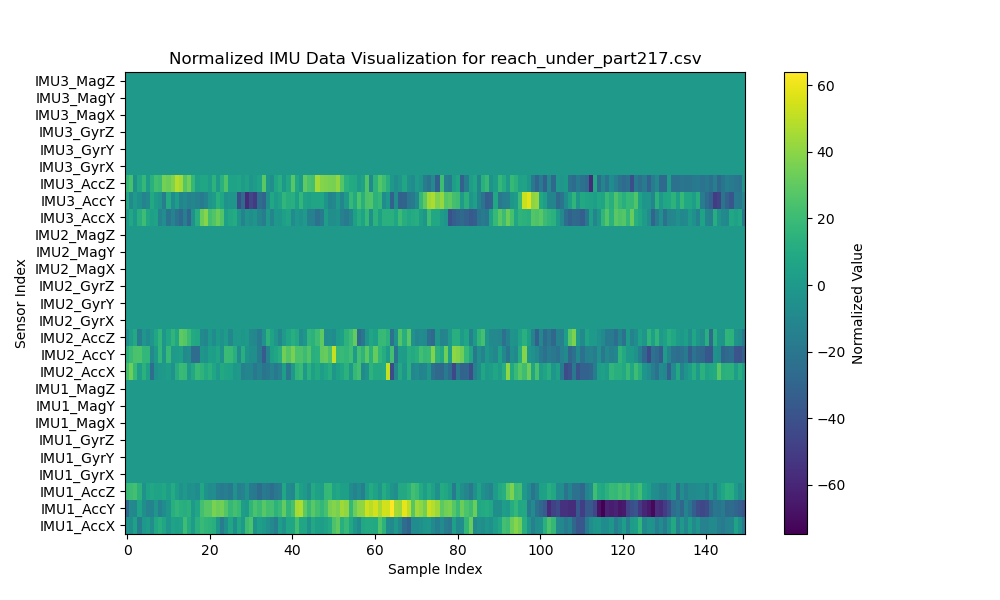 Normalized IMU Data Visualization for reach_under_part217.csv
Sensor Index
IMU3_MagZ
IMU3_MagY
IMU3_MagX
IMU3_GyrZ
IMU3_GyrY
IMU3_GyrX
IMU3_AccZ
IMU3_AccY
IMU3_AccX
IMU2_MagZ
IMU2_MagY
IMU2_MagX
IMU2_GyrZ
IMU2_GyrY
IMU2_GyrX
IMU2_AccZ
IMU2_AccY
IMU2_AccX
IMU1_MagZ
IMU1_MagY
IMU1_MagX
IMU1_GyrZ
IMU1_GyrY
IMU1_GyrX
IMU1_AccZ
IMU1_AccY
IMU1_AccX
0 20 40 60 80 100 120 140
Sample Index
60
40
20
0
−20
−40
−60
Normalized Value